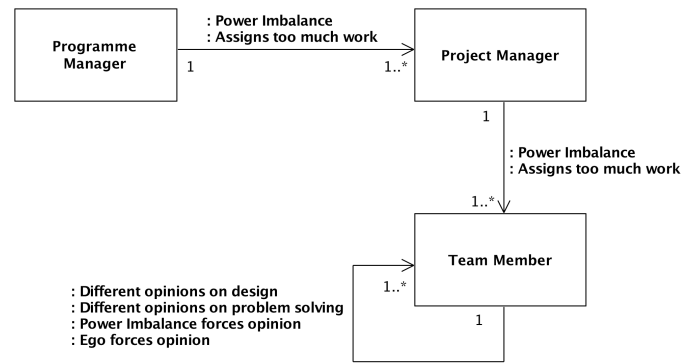 : Power Imbalance
: Assigns too much work
Programme
Manager
1
1..*
Project Manager
1
: Power Imbalance
: Assigns too much work
1..*
Team Member
1..*
1
: Different opinions on design
: Different opinions on problem solving
: Power Imbalance forces opinion
: Ego forces opinion